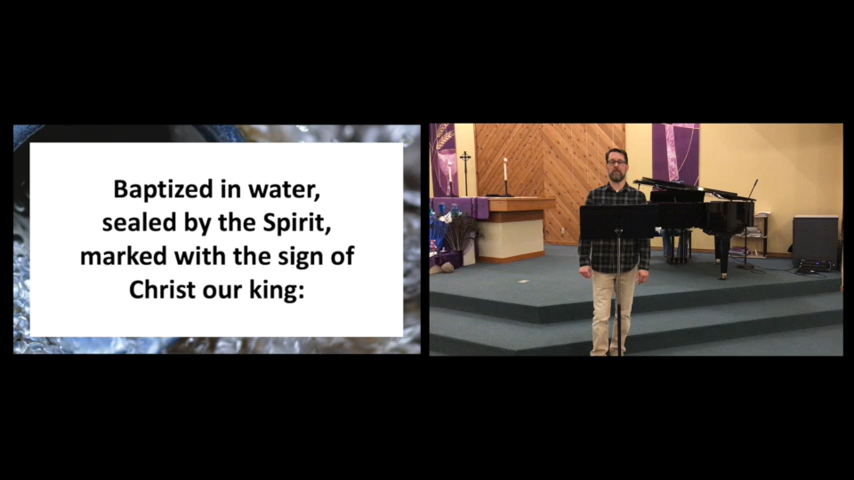 Baptized in water,
sealed by the Spirit,
marked with the sign of
Christ our king: